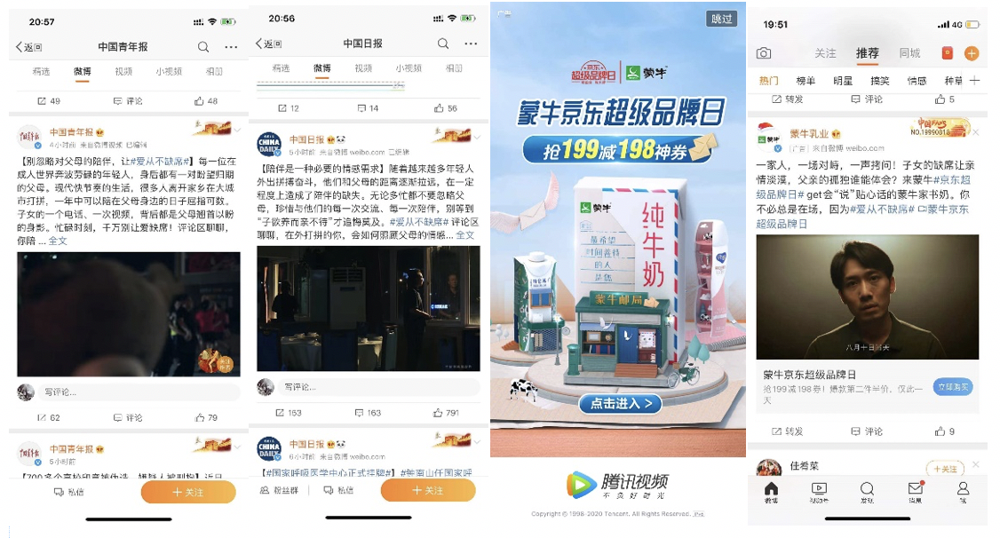 20:57
返回
中国青年报
精选
微博
视频
小视频
相册
49
评论
48
中国青年报
4小时前 来自微博视频 已编辑
【别忽略对父母的陪伴，让#爱从不缺席#】每一位在
成人世界奔波劳碌的年轻人，身后都有一对盼望归期
的父母。现代快节奏的生活，很多人离开家乡在大城
市打拼，一年中可以陪在父母身边的日子屈指可数。
子女的一个电话、一次视频，背后都是父母翘首以盼
的身影。忙碌时刻，千万别让爱缺席！评论区聊聊，
你陪 ... 全文
写评论...
62
评论
79
中国青年报
5小时前
私信
＋关注
20:56
返回
中国日报
精选
微博
视频
小视频
相册
12
14
56
CHINA DAILY
中国日报
5小时前 来自微博 weibo.com 已编辑
【陪伴是一种必要的情感需求】随着越来越多年轻人
外出拼搏奋斗，他们和父母的距离逐渐拉远，在一定
程度上造成了陪伴的缺失。无论多忙都不要忽略父
母，珍惜与他们的每一次交流、每一次陪伴，别等到
“子欲养而亲不待”才追悔莫及。#爱从不缺席# 评论区
聊聊，在外打拼的你，会如何照顾父母的情感... 全文
写评论...
153
163
791
CHINA DAILY
中国日报
6小时前 来自微博 weibo.com
【#国家呼吸医学中心正式挂牌#】#钟南山任国家呼
粉丝群
私信
＋关注
广告
跳过
京东
超级品牌日
蒙牛
蒙牛京东超级品牌日
抢199减198神券
蒙牛
纯牛奶
最希望
时间善待
的人
是您
蒙牛邮局
点击进入 >
腾讯视频
不负好时光
Copyright © 1998-2020 Tencent. All Rights Reserved.
19:51
4G
关注
推荐
同城
热门
榜单
明星
搞笑
情感
种草
转发
评论
5
蒙牛乳业
广告 来自微博 weibo.com
NO.19990818
一家人，一场对峙，一声拷问！子女的缺席让亲
情淡漠，父亲的孤独谁能体会？来蒙牛#京东超
级品牌日# get会“说”贴心话的蒙牛家书奶。你
不必总是在场，因为#爱从不缺席# 蒙牛京东
超级品牌日
八月十日当天
蒙牛京东超级品牌日
抢199减198券！爆款第二件半价，仅此一
天
立即购买
转发
评论
9
佳肴菜
＋关注
微博
视频号
发现
消息
我